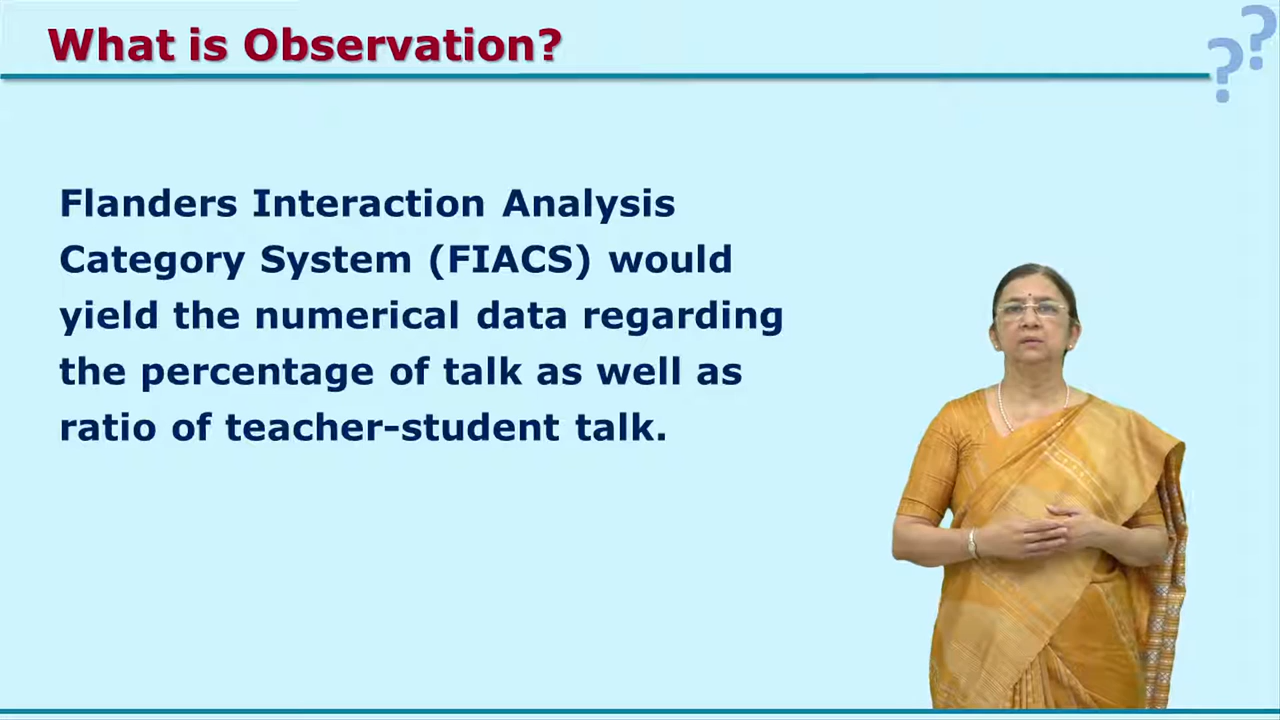 What is Observation?
??
Flanders Interaction Analysis
Category System (FIACS) would
yield the numerical data regarding
the percentage of talk as well as
ratio of teacher-student talk.